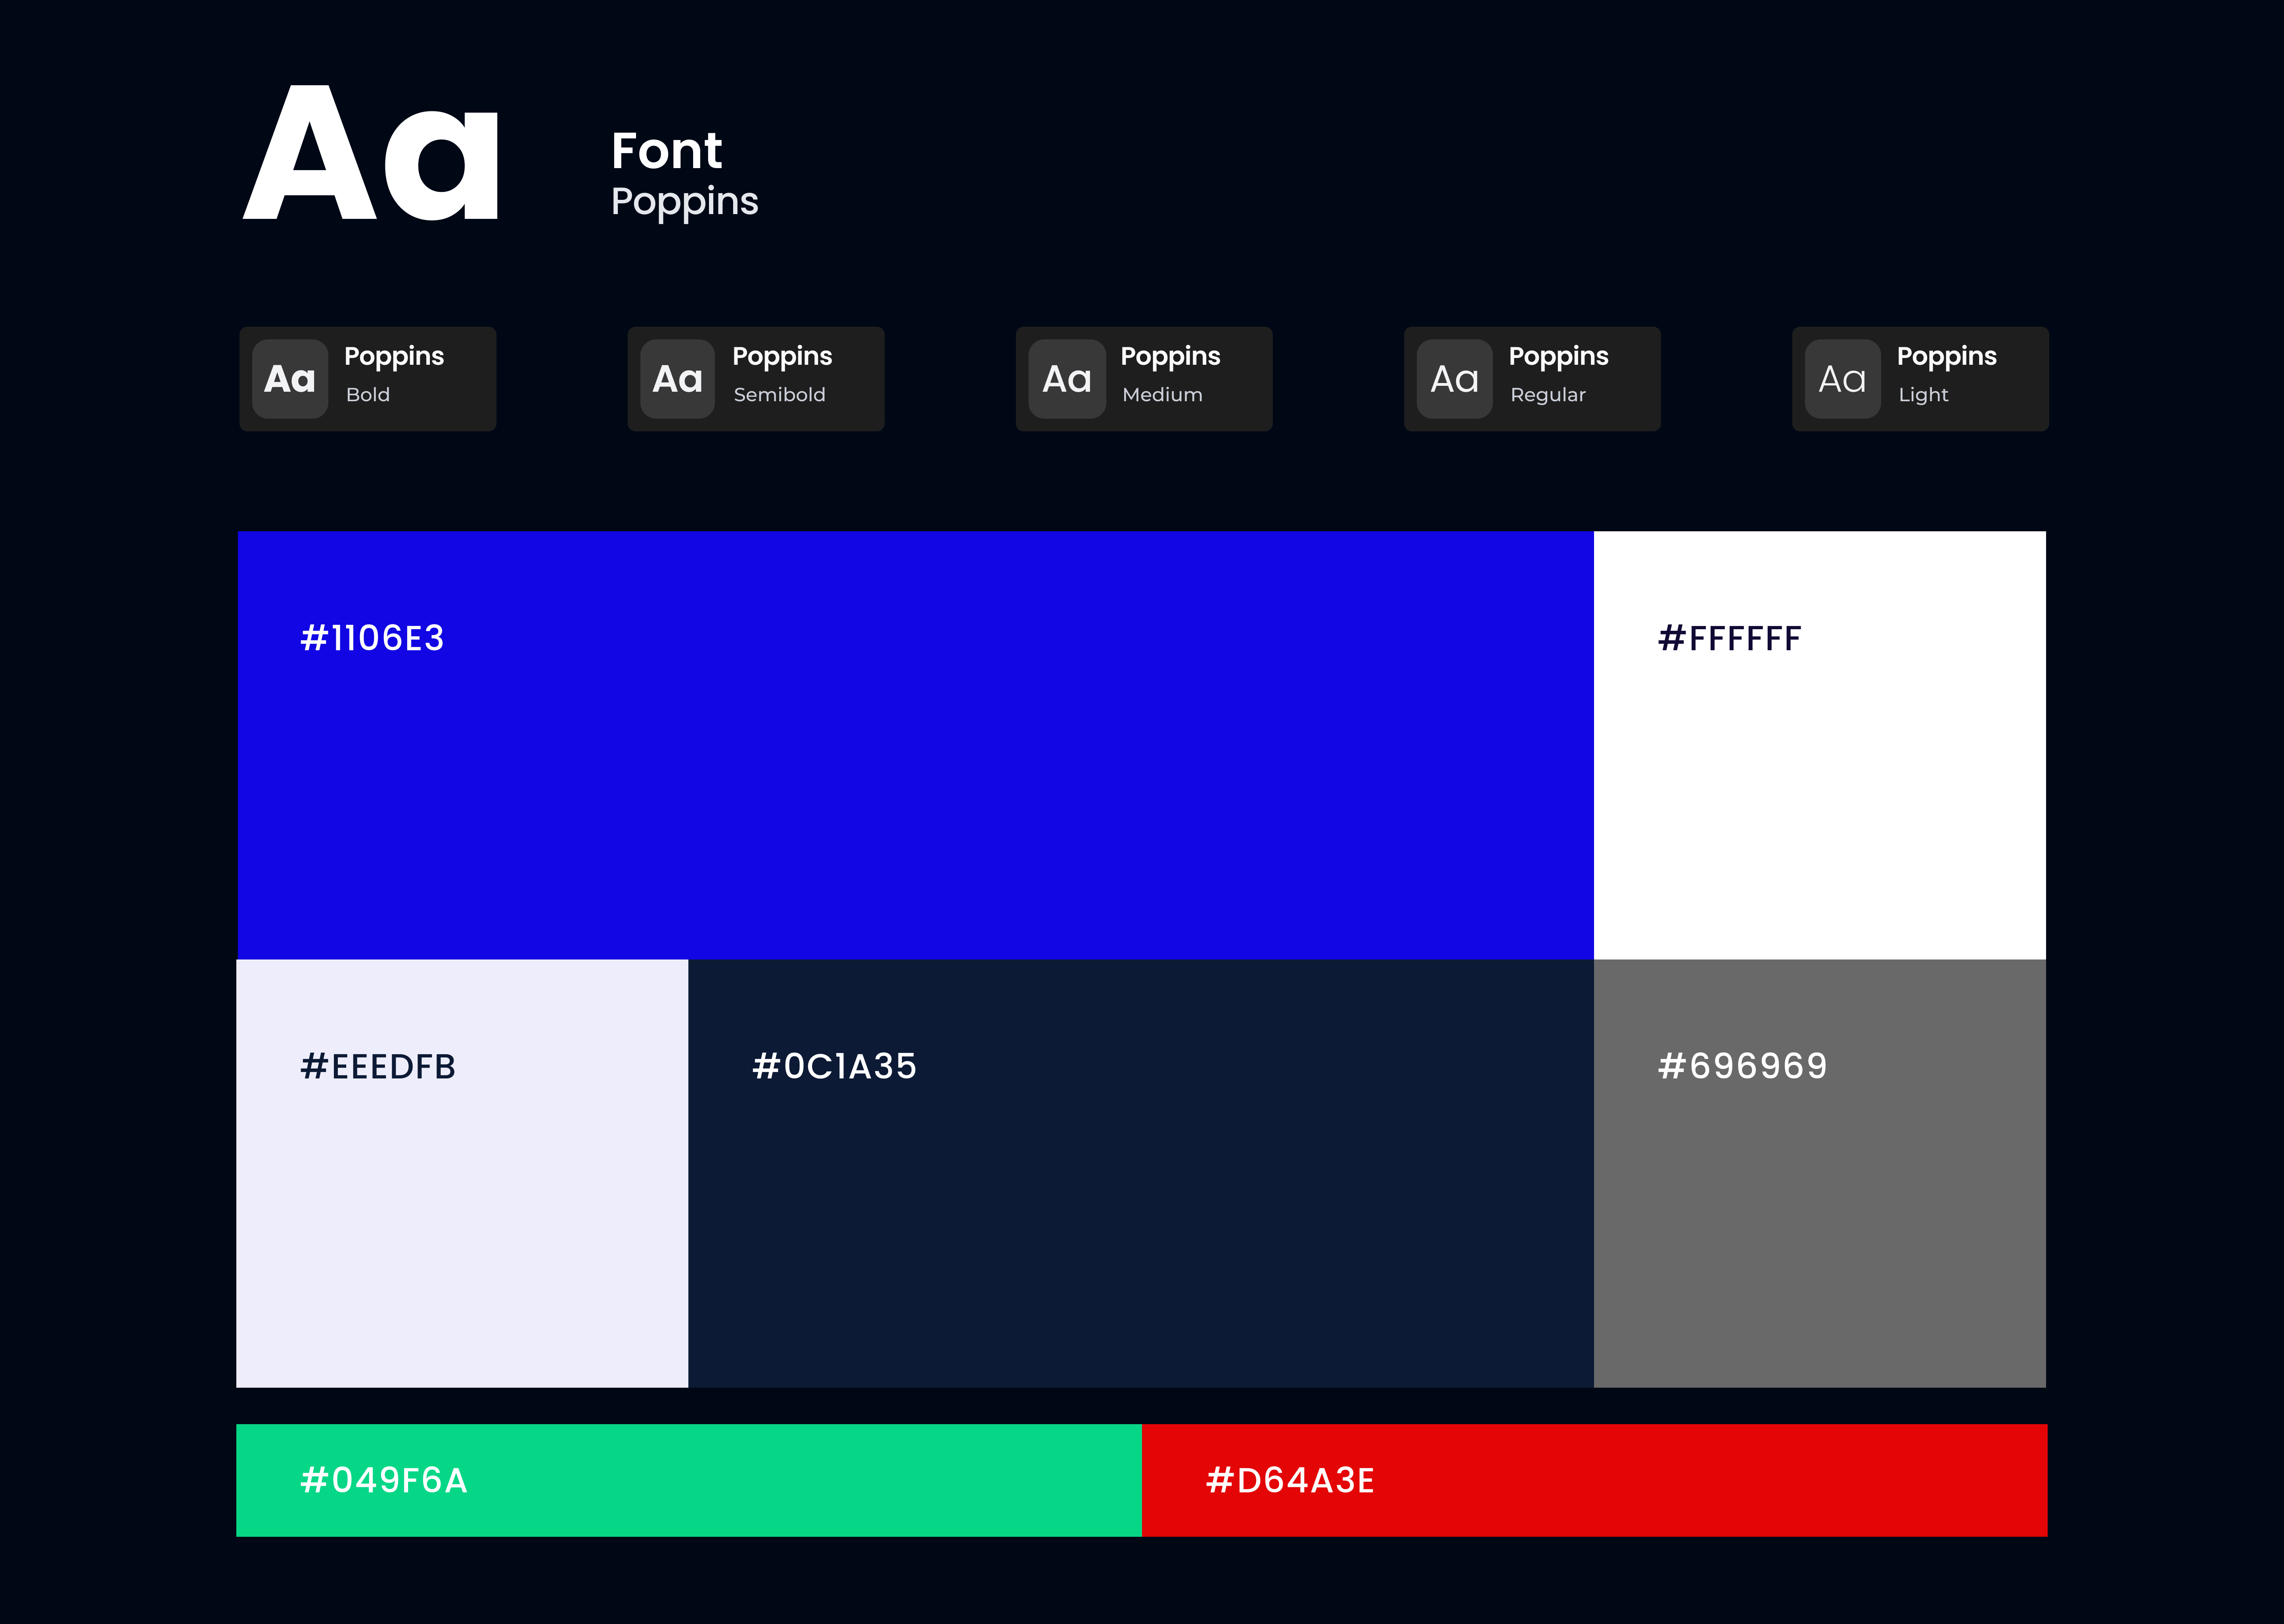 Aa
Font
Poppins
Aa
Poppins
Bold
Aa
Poppins
Semibold
Aa
Poppins
Medium
Aa
Poppins
Regular
Aa
Poppins
Light
#1106E3
#FFFFFF
#EEEDFB
#0C1A35
#696969
#049F6A
#D64A3E